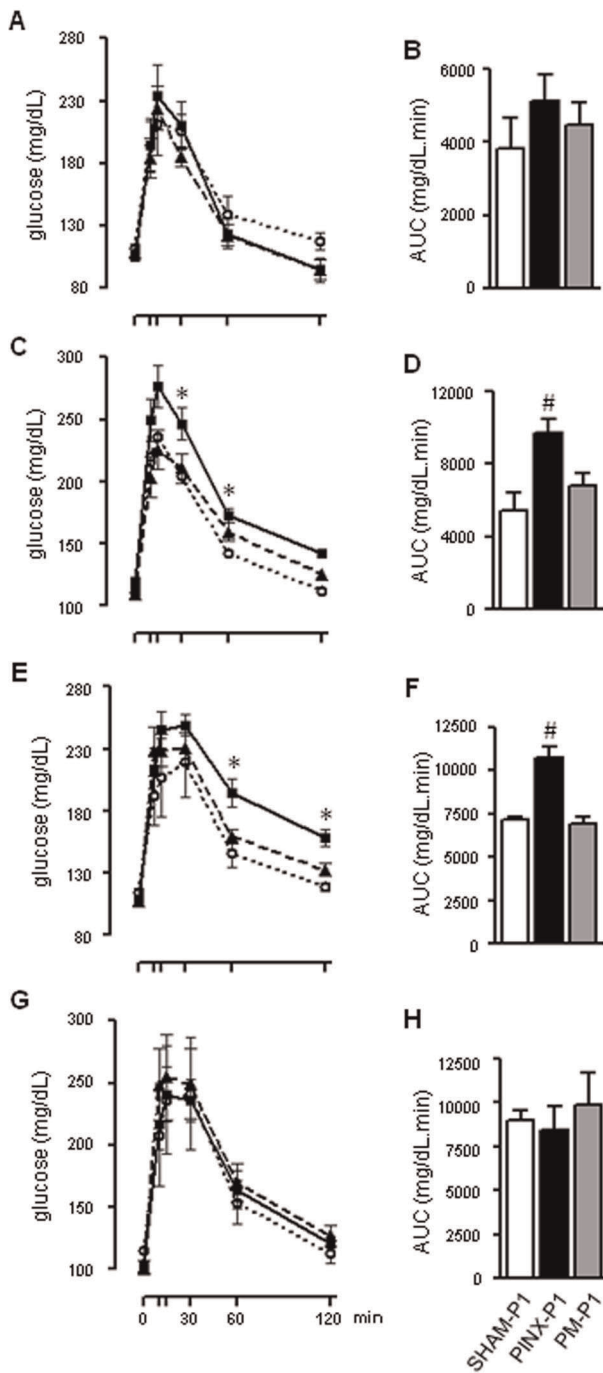 A
glucose (mg/dL)
280
230
180
130
80
B
AUC (mg/dL.min)
6000
4000
2000
0
C
glucose (mg/dL)
300
250
200
150
100
*
*
D
AUC (mg/dL.min)
12000
8000
4000
0
#
E
glucose (mg/dL)
280
230
180
130
80
*
*
F
AUC (mg/dL.min)
12500
10000
7500
5000
2500
0
#
G
glucose (mg/dL)
300
250
200
150
100
0
30
60
120
min
H
AUC (mg/dL.min)
12500
10000
7500
5000
2500
0
SHAM-P1
PINX-P1
PM-P1